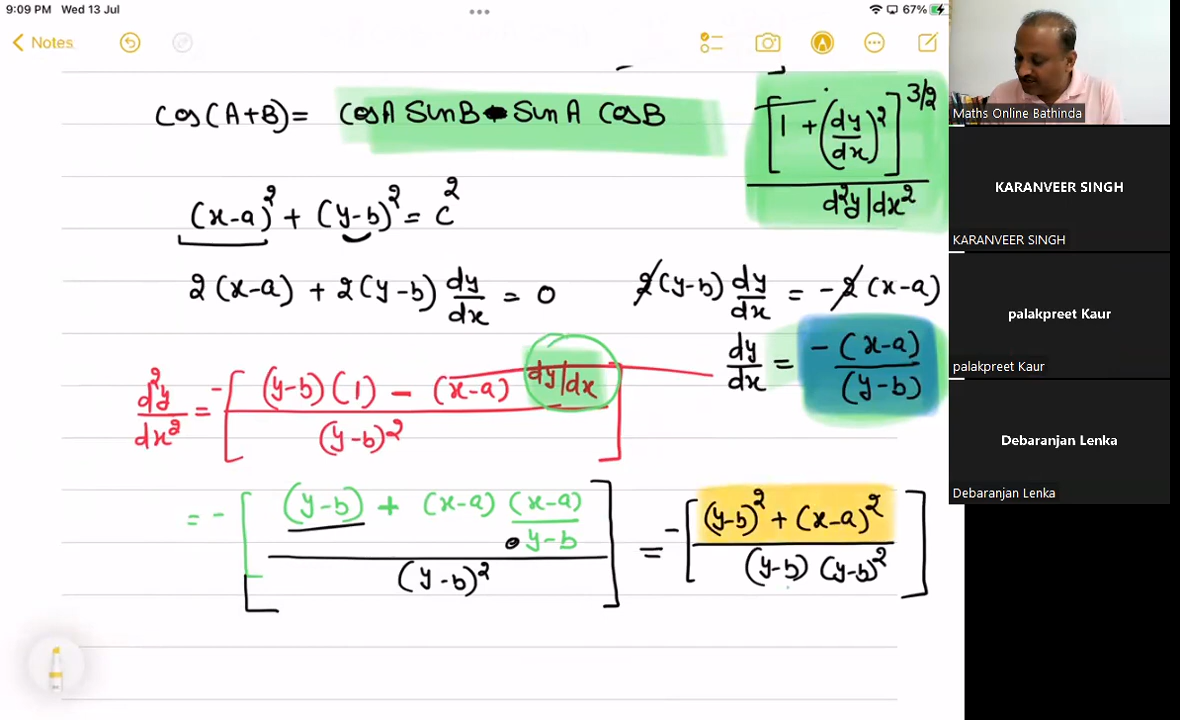 9:09 PM Wed 13 Jul
67%
Notes
Maths Online Bathinda
Cos(A+B)= CosA SinB - SinA CosB
[1 + (dy/dx)²]^3/2 / d²y|dx²
KARANVEER SINGH
KARANVEER SINGH
(x-a)² + (y-b)² = c²
2(x-a) + 2(y-b) dy/dx = 0
2(y-b) dy/dx = -2(x-a)
palakpreet Kaur
palakpreet Kaur
dy/dx = -(x-a)/(y-b)
d²y/dx² = -[(y-b)(1) - (x-a) dy/dx / (y-b)²]
Debaranjan Lenka
Debaranjan Lenka
= -[(y-b) + (x-a) (x-a)/y-b / (y-b)²] = -[(y-b)² + (x-a)² / (y-b)(y-b)²]